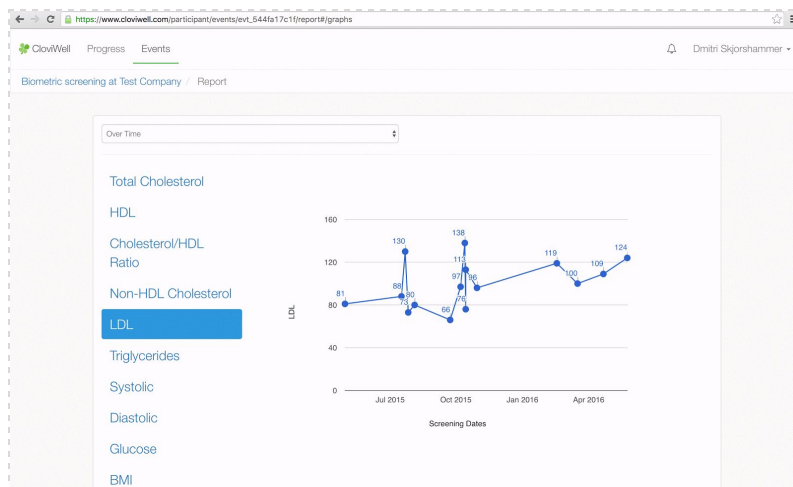 https://www.cloviwell.com/participant/events/evt_544fa17c1f/report#/graphs
CloviWell Progress Events Dmitri Skjorshammer
Biometric screening at Test Company / Report
Over Time
Total Cholesterol
HDL
Cholesterol/HDL
Ratio
Non-HDL Cholesterol
LDL
Triglycerides
Systolic
Diastolic
Glucose
BMI
LDL
160
120
80
40
0
81
88
130
73
80
66
97
138
113
76
96
119
100
109
124
Jul 2015 Oct 2015 Jan 2016 Apr 2016
Screening Dates